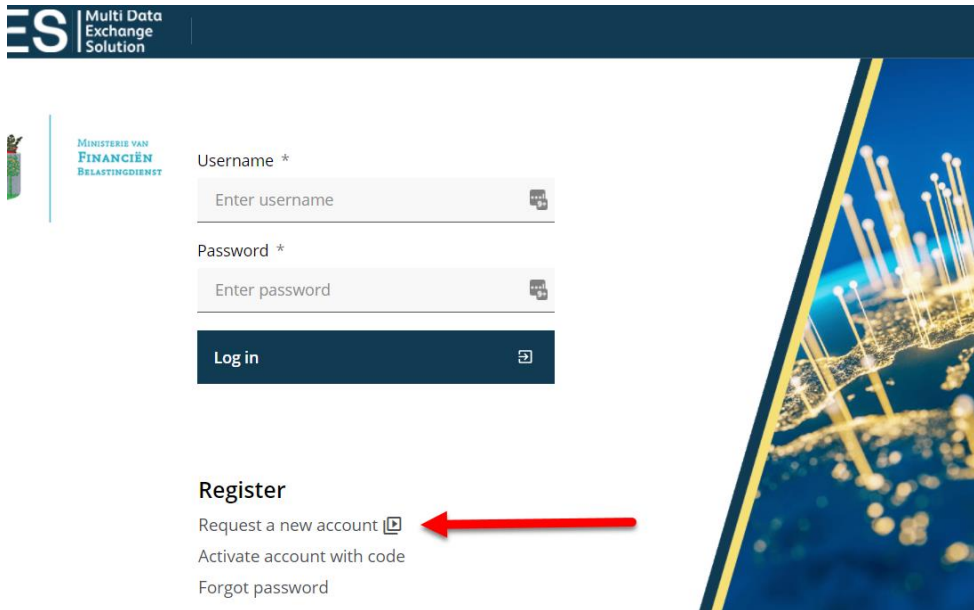 ES
Multi Data
Exchange
Solution
MINISTERIE VAN
FINANCIËN
BELASTINGDIENST
Username *
Enter username
Password *
Enter password
Log in
Register
Request a new account
Activate account with code
Forgot password